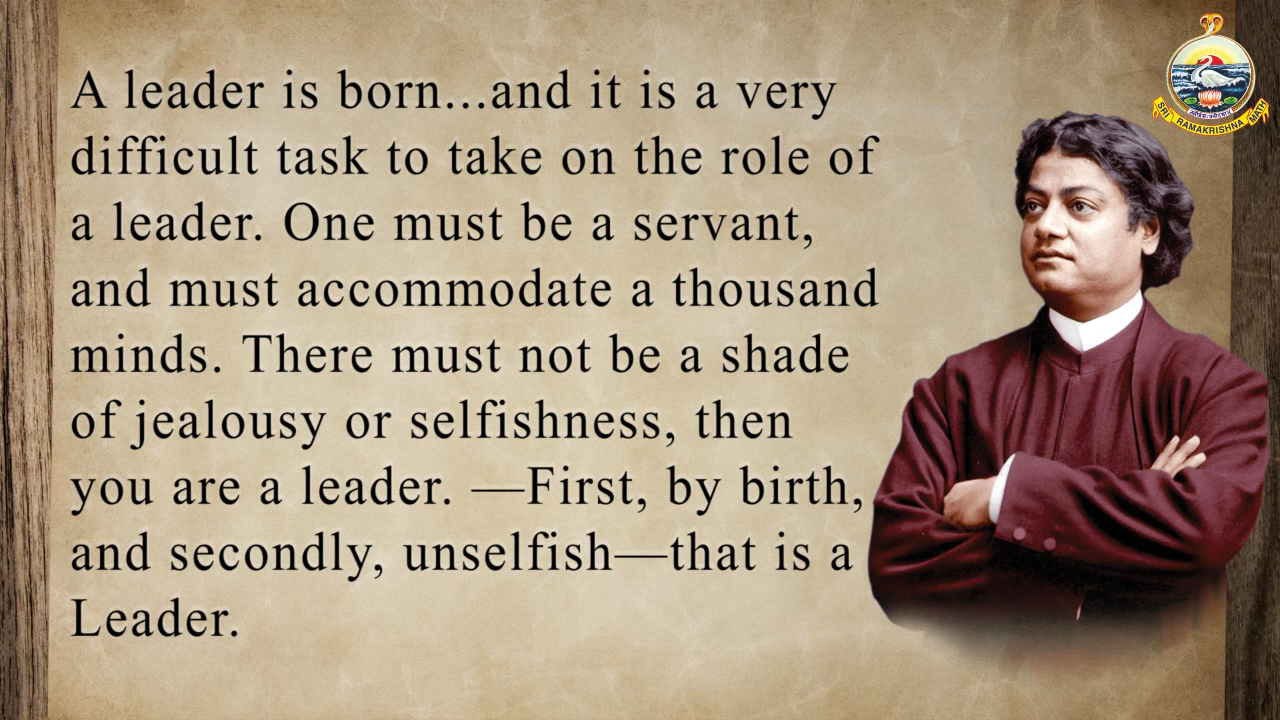 A leader is born...and it is a very
difficult task to take on the role of
a leader. One must be a servant,
and must accommodate a thousand
minds. There must not be a shade
of jealousy or selfishness, then
you are a leader. —First, by birth,
and secondly, unselfish—that is a
Leader.
SRI RAMAKRISHNA MATH